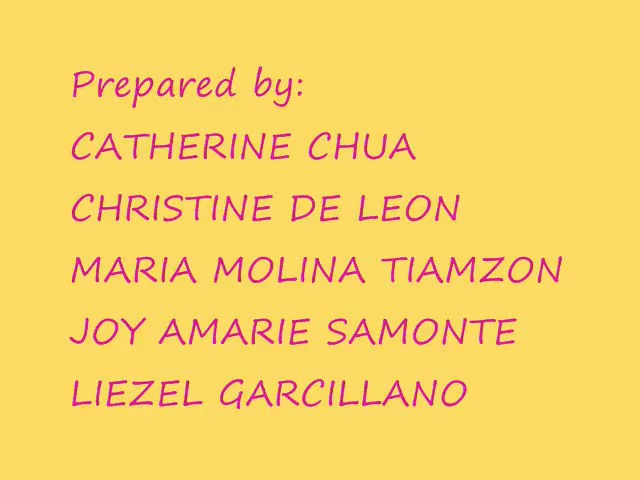 Prepared by:
CATHERINE CHUA
CHRISTINE DE LEON
MARIA MOLINA TIAMZON
JOY AMARIE SAMONTE
LIEZEL GARCILLANO